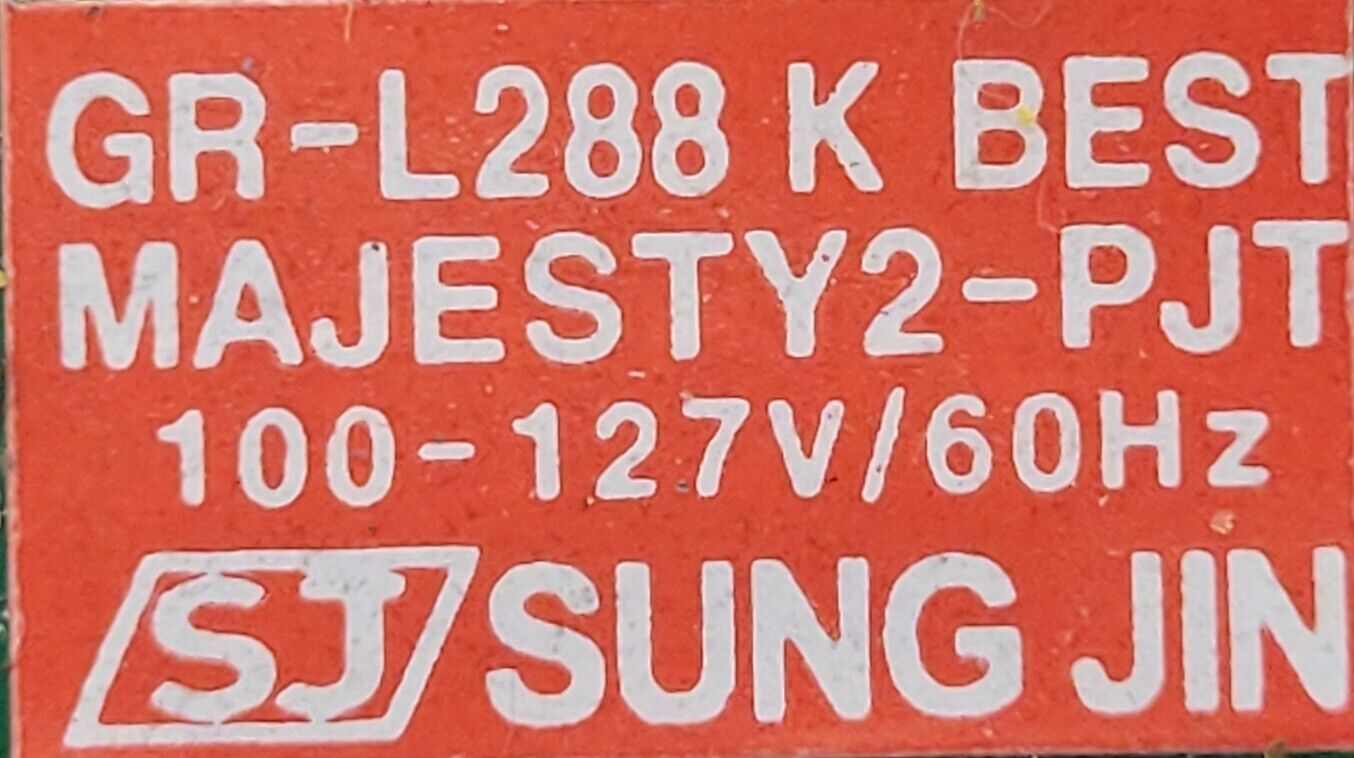 GR-L288 K BEST
MAJESTY2-PJT
100-127V/60Hz
SJ SUNG JIN